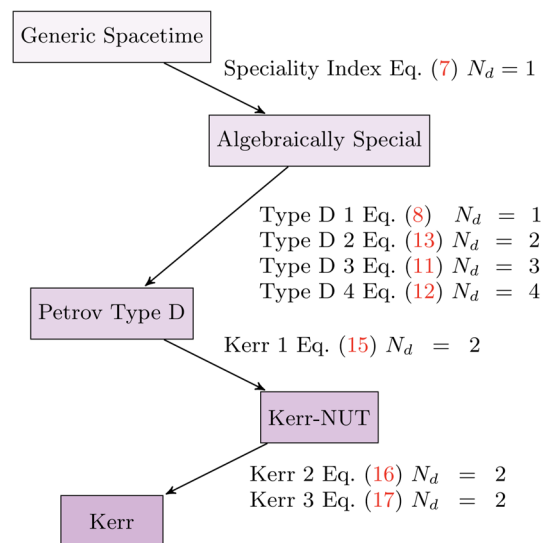 Generic Spacetime
Speciality Index Eq. (7) N_d = 1
Algebraically Special
Type D 1 Eq. (8) N_d = 1
Type D 2 Eq. (13) N_d = 2
Type D 3 Eq. (11) N_d = 3
Type D 4 Eq. (12) N_d = 4
Petrov Type D
Kerr 1 Eq. (15) N_d = 2
Kerr-NUT
Kerr 2 Eq. (16) N_d = 2
Kerr 3 Eq. (17) N_d = 2
Kerr